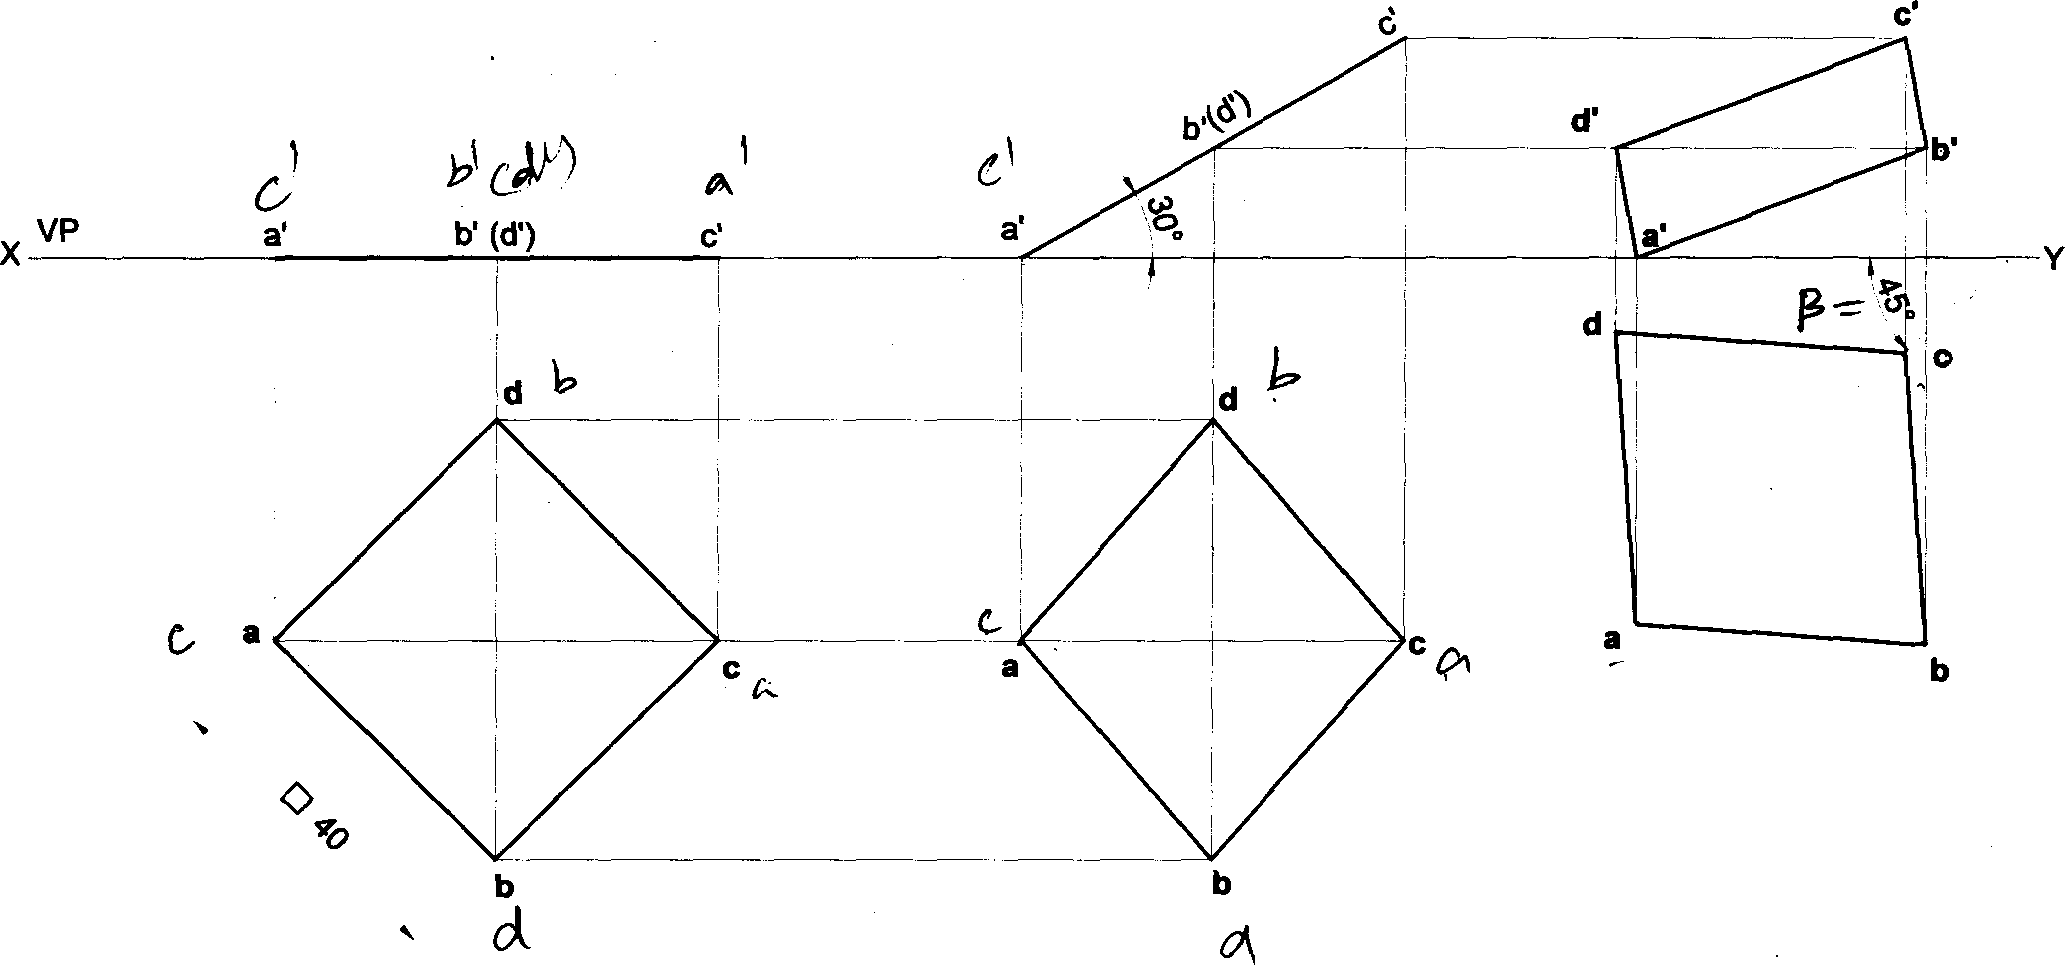 c' c'
b' (d')
c' b' (d') a' c' d' b'
VP a' b' (d') c' a' 30° a'
X Y
β = 45°
d c
d b d b
c a c a c a c a
a b
□ 40
b b
d a